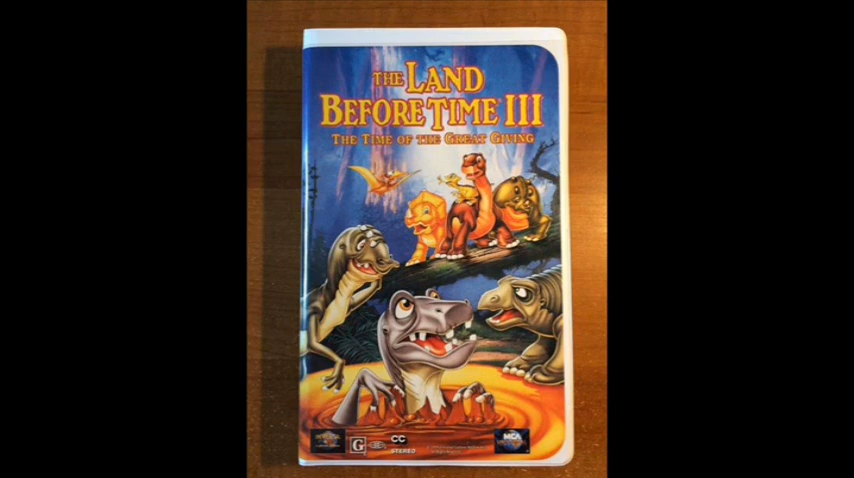 THE LAND
BEFORE TIME III
THE TIME OF THE GREAT GIVING
G
CC
STEREO
MCA